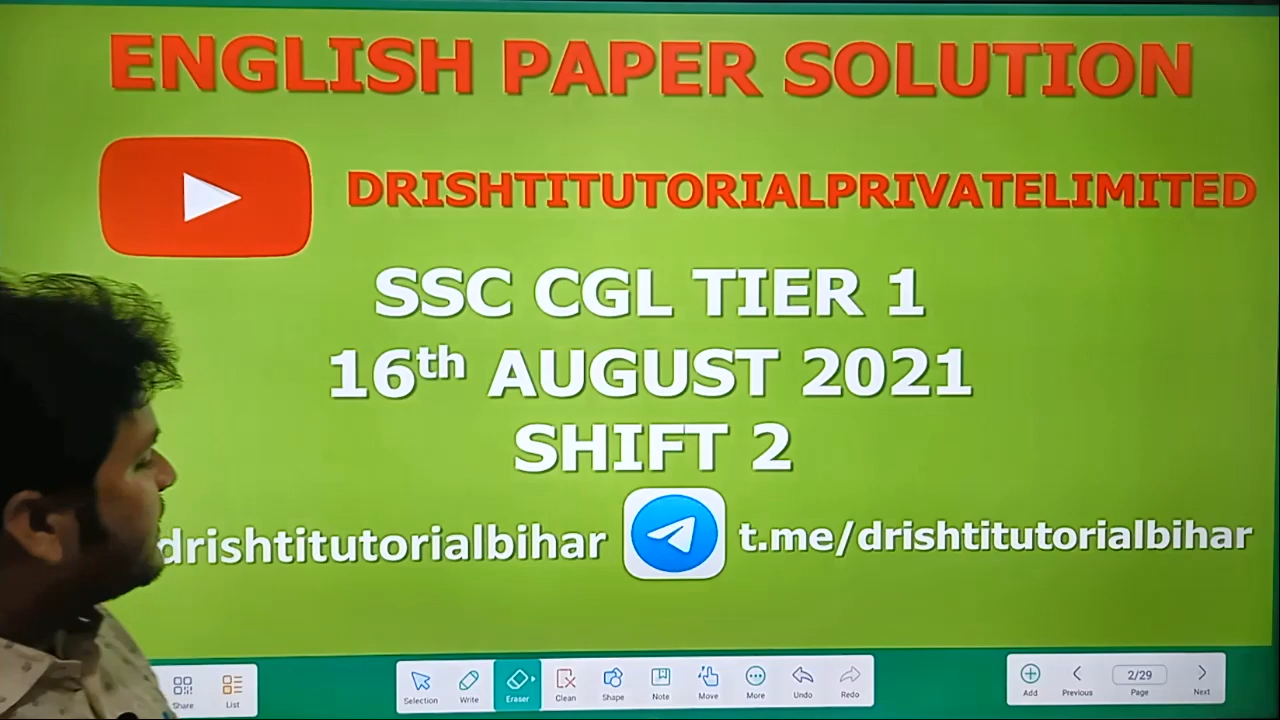 ENGLISH PAPER SOLUTION
DRISHTITUTORIALPRIVATELIMITED
SSC CGL TIER 1
16th AUGUST 2021
SHIFT 2
drishtitutorialbihar
t.me/drishtitutorialbihar
Share
List
Selection
Write
Eraser
Clean
Shape
Note
Move
More
Undo
Redo
Add
Previous
2/29
Page
Next